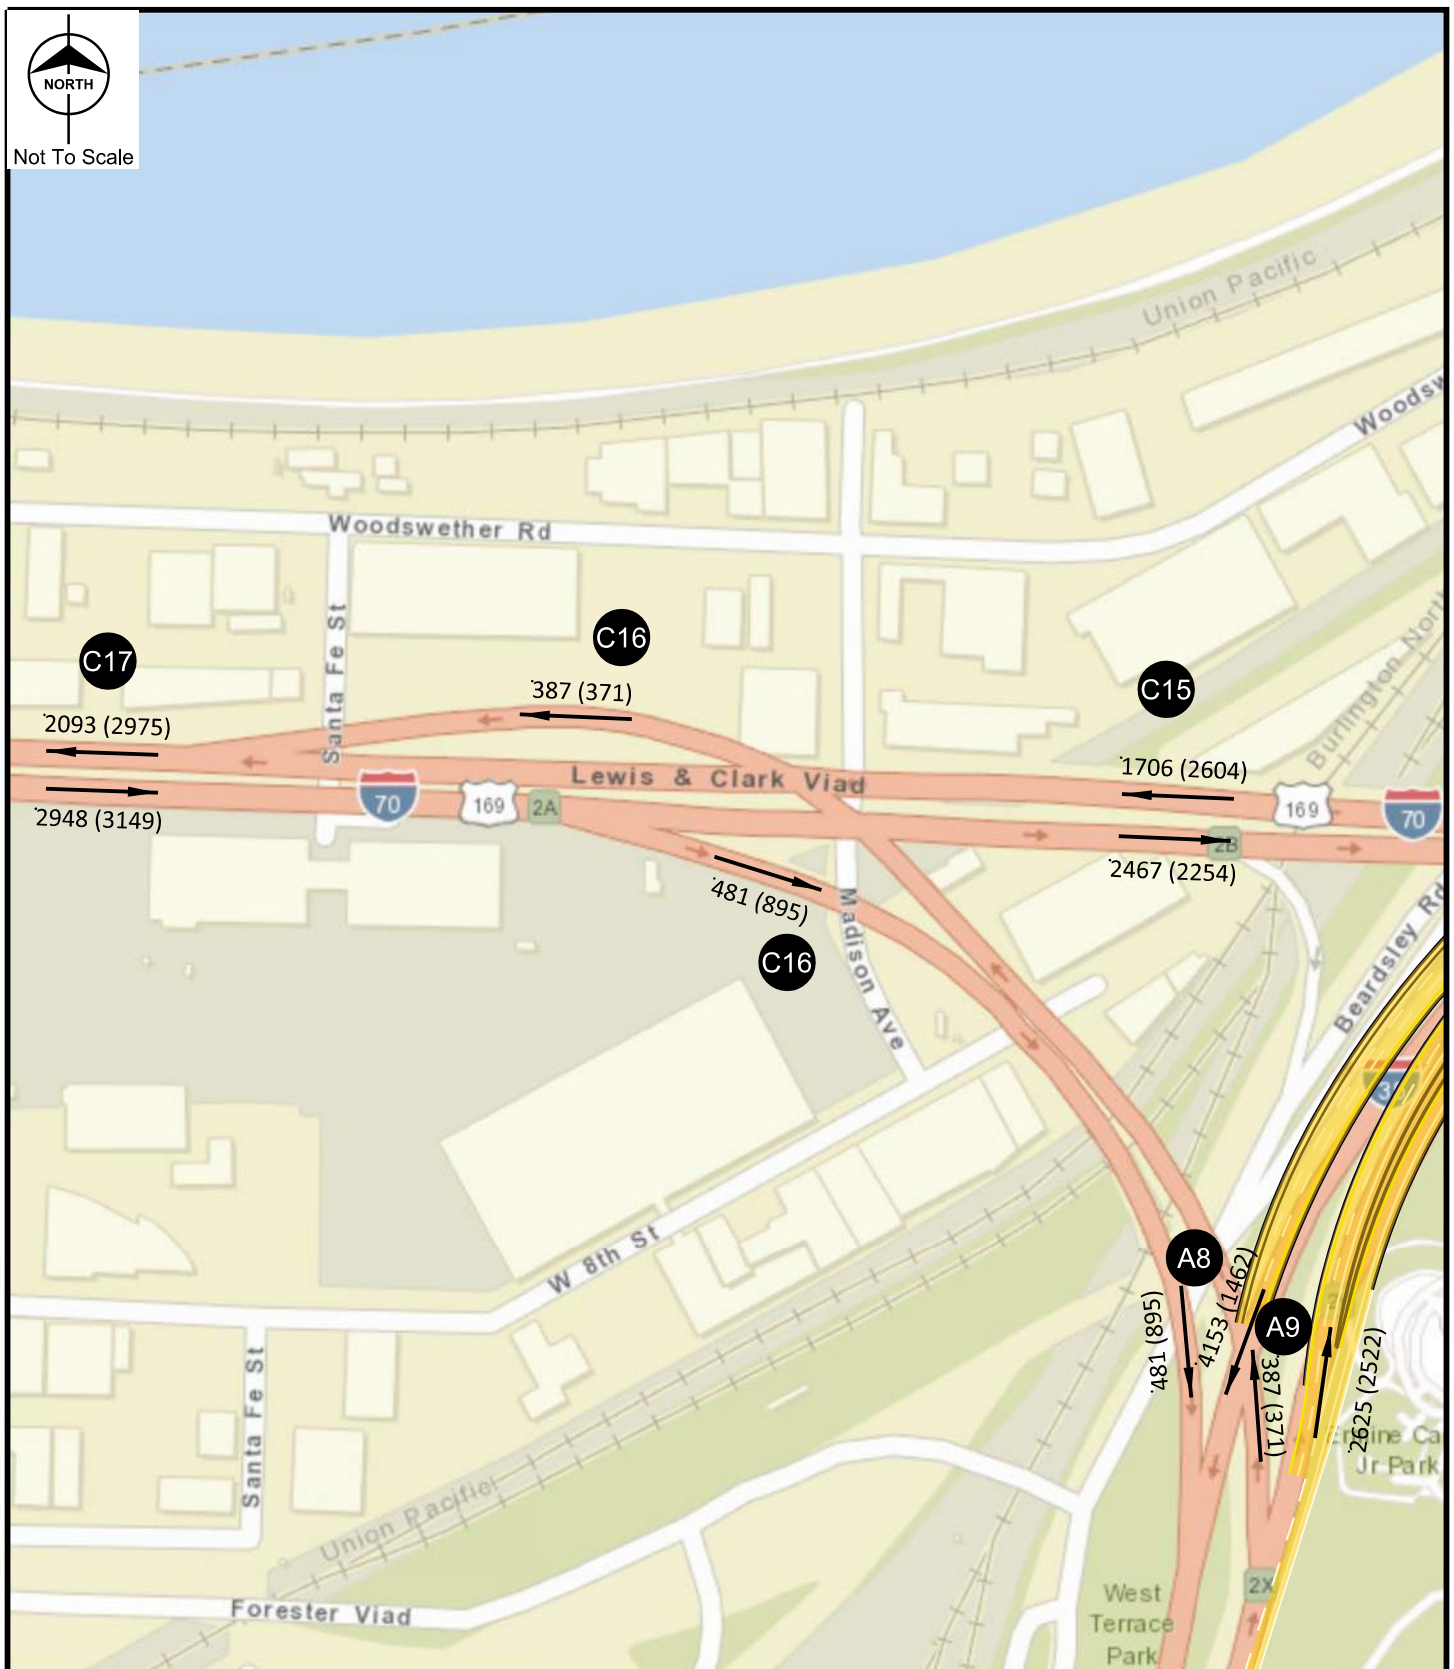 NORTH
Not To Scale
Union Pacific
Woodsw
Woodswether Rd
Santa Fe St
C17
C16
C15
Burlington North
387 (371)
2093 (2975)
2948 (3149)
1706 (2604)
2467 (2254)
Lewis & Clark Viad
70
169
2A
169
70
2B
481 (895)
C16
Madison Ave
Beardsley Rd
W 8th St
A8
A9
481 (895)
4153 (1462)
387 (371)
2625 (2522)
Jr Park
Santa Fe St
Union Pacific
Forester Viad
2X
West
Terrace
Park